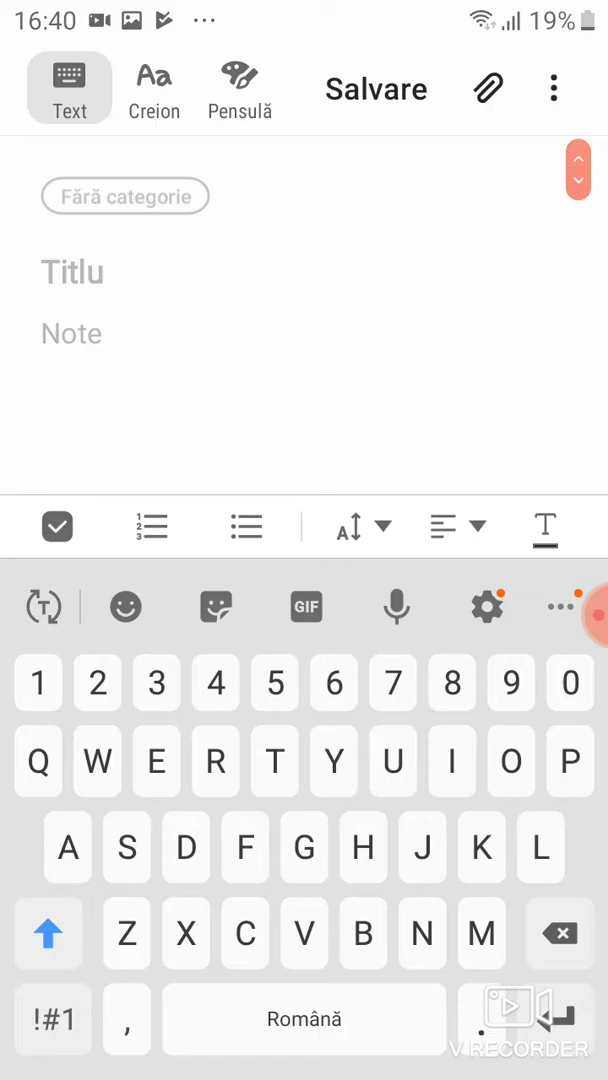 16:40 19%
Text Creion Pensulă Salvare
Fără categorie
Titlu
Note
1 2 3 4 5 6 7 8 9 0
Q W E R T Y U I O P
A S D F G H J K L
Z X C V B N M
!#1 , Română .
V RECORDER
GIF